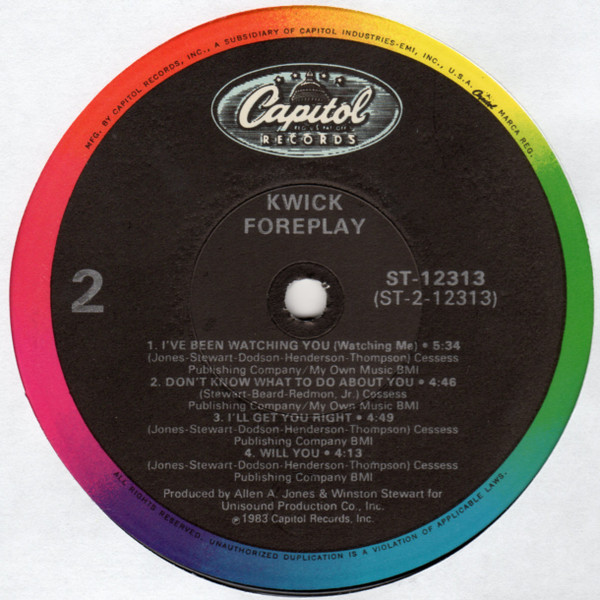 MFG. BY CAPITOL RECORDS, INC., A SUBSIDIARY OF CAPITOL INDUSTRIES-EMI, INC., U.S.A. Capitol MARCA REG.
Capitol
RECORDS
KWICK
FOREPLAY
2
ST-12313
(ST-2-12313)
1. I'VE BEEN WATCHING YOU (Watching Me) • 5:34
(Jones-Stewart-Dodson-Henderson-Thompson) Cessess
Publishing Company/My Own Music BMI
2. DON'T KNOW WHAT TO DO ABOUT YOU • 4:46
(Stewart-Beard-Redmon, Jr.) Cossess
Publishing Company/My Own Music BMI
3. I'LL GET YOU RIGHT • 4:49
(Jones-Stewart-Dodson-Henderson-Thompson) Cessess
Publishing Company BMI
4. WILL YOU • 4:13
(Jones-Stewart-Dodson-Henderson-Thompson) Cessess
Publishing Company BMI
Produced by Allen A. Jones & Winston Stewart for
Unisound Production Co., Inc.
℗1983 Capitol Records, Inc.
ALL RIGHTS RESERVED. UNAUTHORIZED DUPLICATION IS A VIOLATION OF APPLICABLE LAWS.